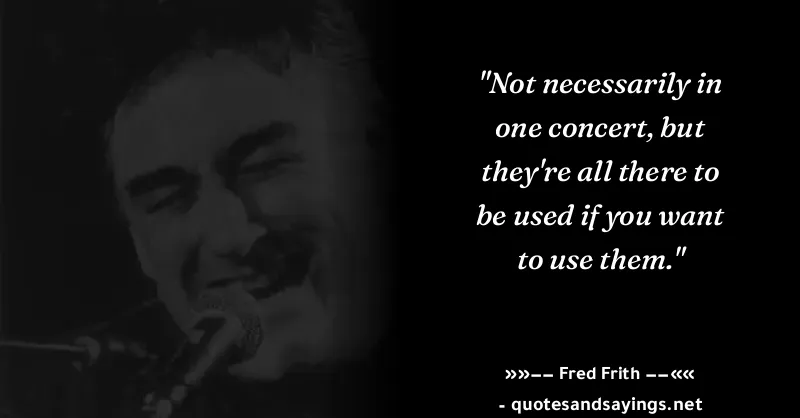 "Not necessarily in
one concert, but
they're all there to
be used if you want
to use them."
»»–– Fred Frith ––««
- quotesandsayings.net